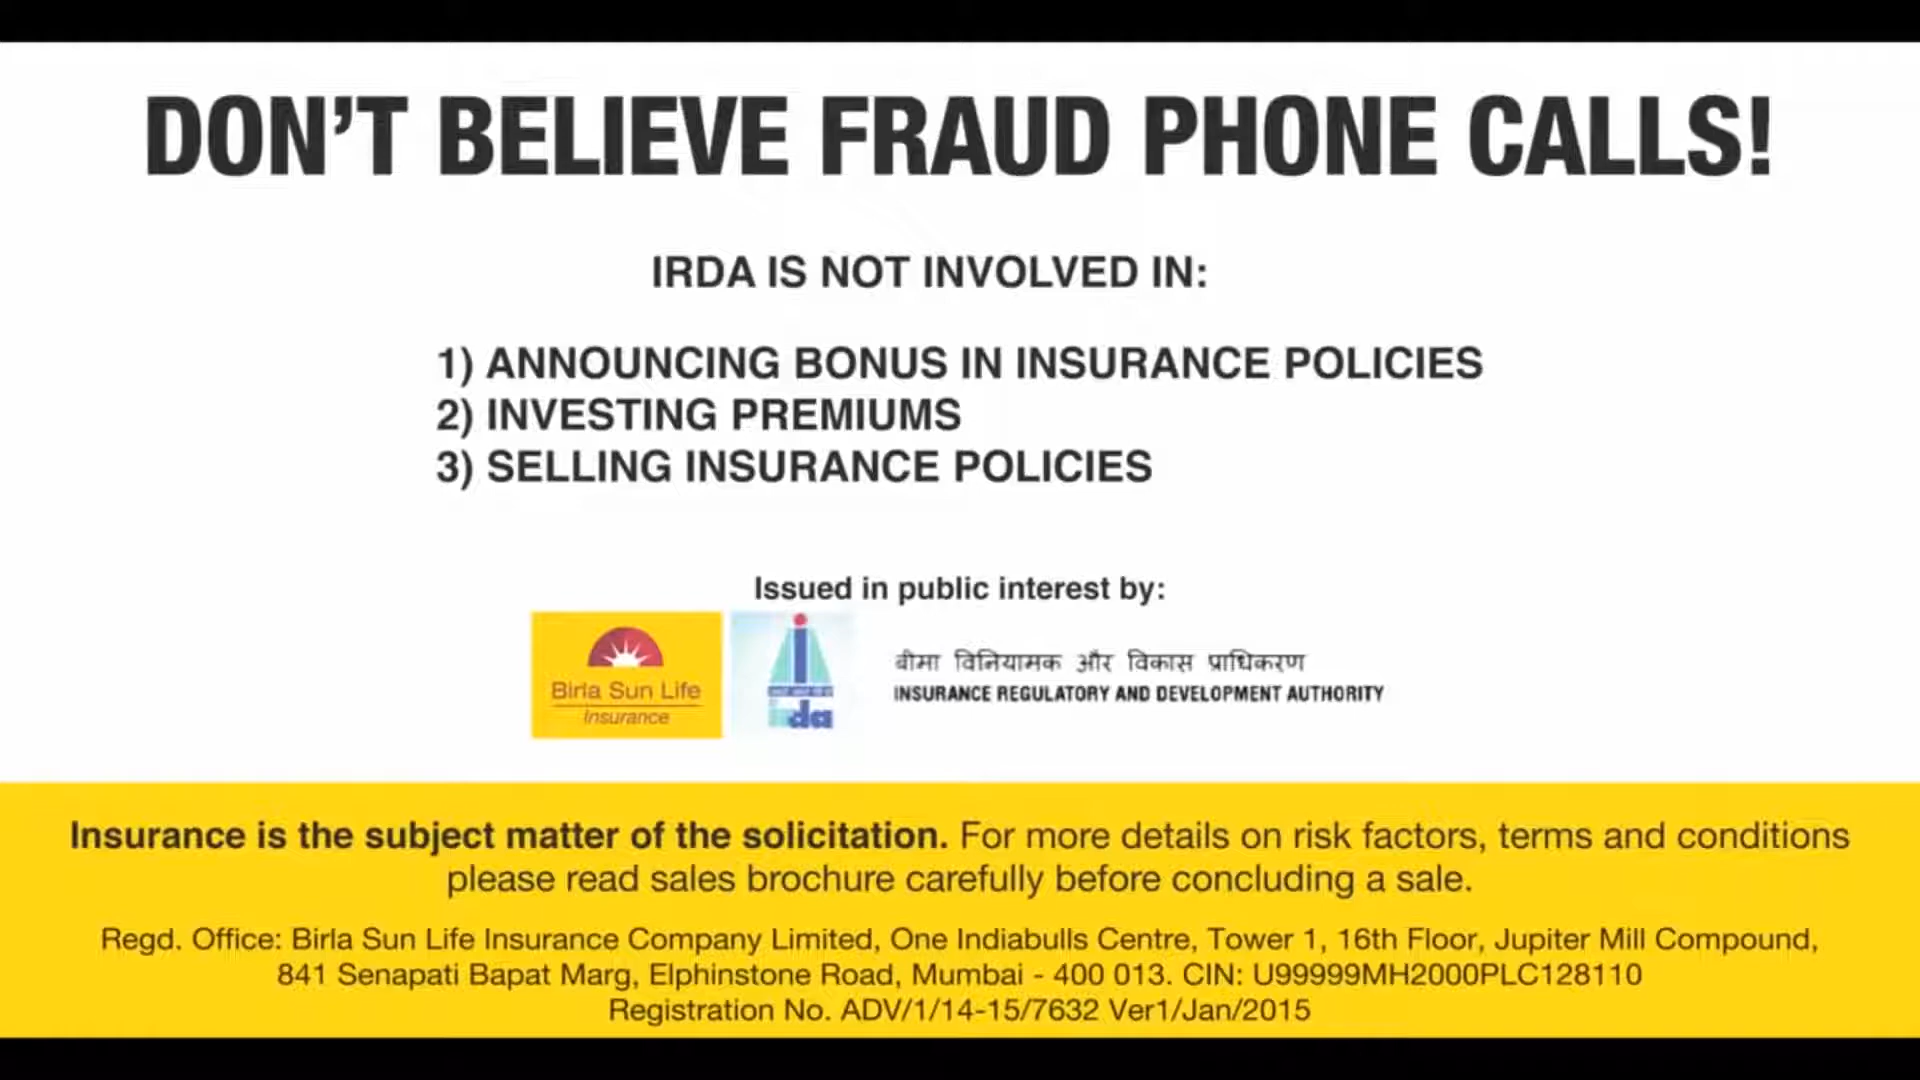 DON'T BELIEVE FRAUD PHONE CALLS!
IRDA IS NOT INVOLVED IN:
1) ANNOUNCING BONUS IN INSURANCE POLICIES
2) INVESTING PREMIUMS
3) SELLING INSURANCE POLICIES
Issued in public interest by:
Birla Sun Life
Insurance
irda
बीमा विनियामक और विकास प्राधिकरण
INSURANCE REGULATORY AND DEVELOPMENT AUTHORITY
Insurance is the subject matter of the solicitation. For more details on risk factors, terms and conditions
please read sales brochure carefully before concluding a sale.
Regd. Office: Birla Sun Life Insurance Company Limited, One Indiabulls Centre, Tower 1, 16th Floor, Jupiter Mill Compound,
841 Senapati Bapat Marg, Elphinstone Road, Mumbai - 400 013. CIN: U99999MH2000PLC128110
Registration No. ADV/1/14-15/7632 Ver1/Jan/2015